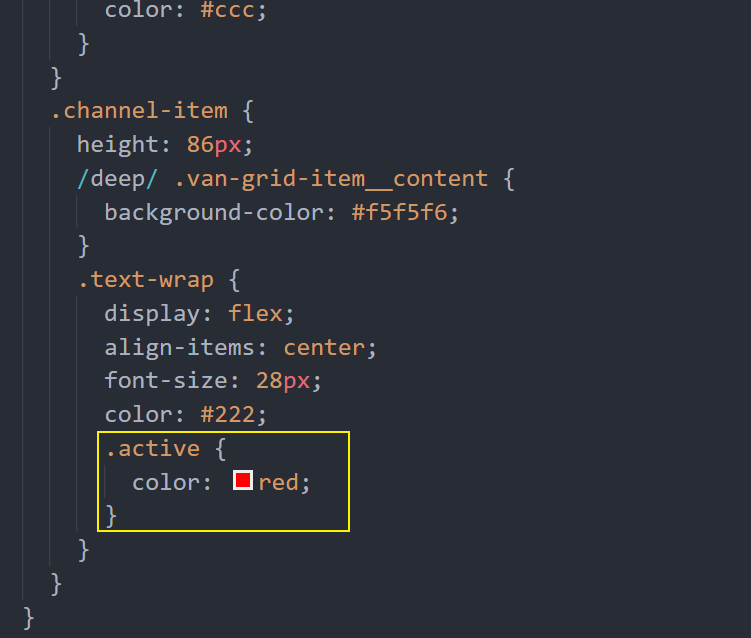 color: #ccc;
}
}
.channel-item {
height: 86px;
/deep/ .van-grid-item__content {
background-color: #f5f5f6;
}
.text-wrap {
display: flex;
align-items: center;
font-size: 28px;
color: #222;
.active {
color: red;
}
}
}
}